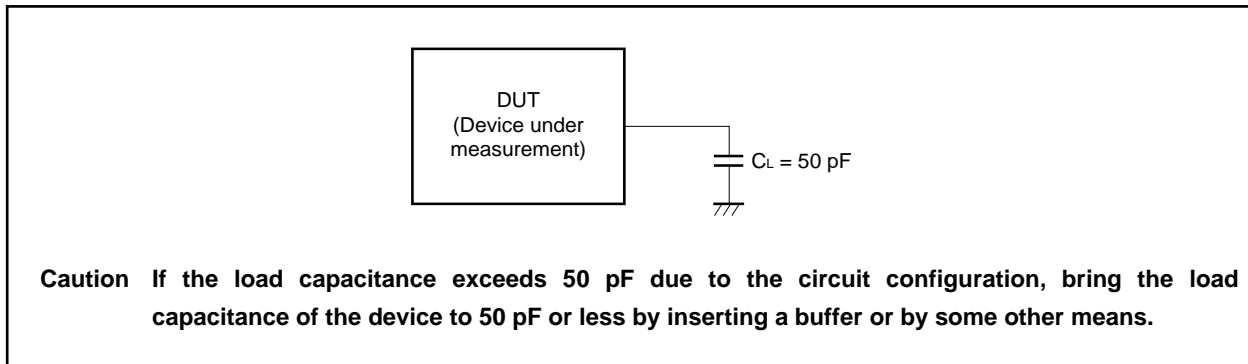 DUT
(Device under
measurement)
CL = 50 pF
Caution If the load capacitance exceeds 50 pF due to the circuit configuration, bring the load
capacitance of the device to 50 pF or less by inserting a buffer or by some other means.